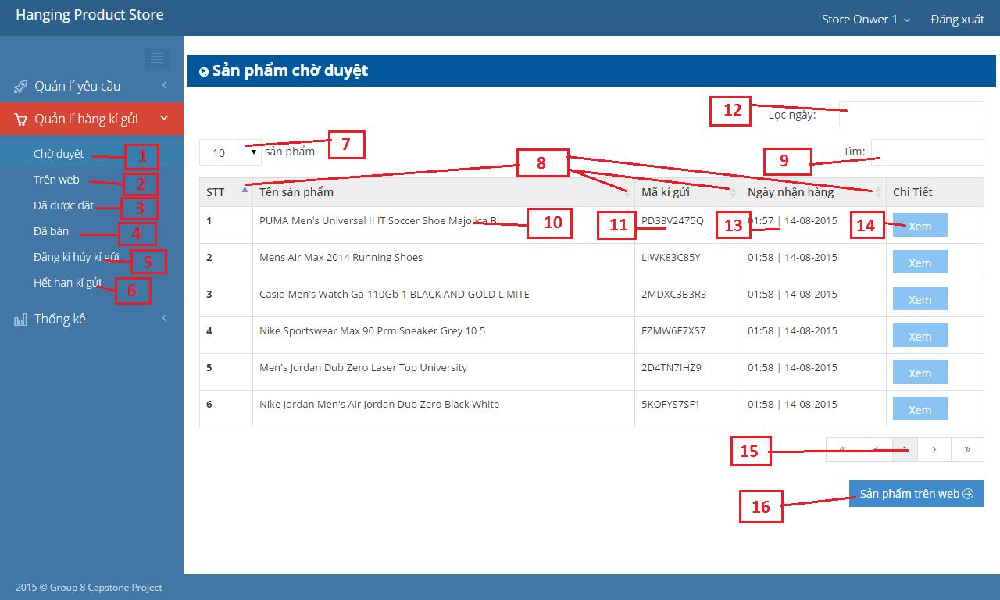 Hanging Product Store
Store Onwer 1
Đăng xuất
Quản lí yêu cầu
Quản lí hàng kí gửi
Chờ duyệt
1
Trên web
2
Đã được đặt
3
Đã bán
4
Đăng kí hủy kí gửi
5
Hết hạn kí gửi
6
Thống kê
Sản phẩm chờ duyệt
12
Lọc ngày:
10 sản phẩm
7
8
9
Tìm:
STT Tên sản phẩm Mã kí gửi Ngày nhận hàng Chi Tiết
1 PUMA Men's Universal II IT Soccer Shoe Majolica Bl 10 11 PD38V2475Q 13 01:57 | 14-08-2015 14 Xem
2 Mens Air Max 2014 Running Shoes LIWK83C85Y 01:58 | 14-08-2015 Xem
3 Casio Men's Watch Ga-110Gb-1 BLACK AND GOLD LIMITE 2MDXC3B3R3 01:58 | 14-08-2015 Xem
4 Nike Sportswear Max 90 Prm Sneaker Grey 10 5 FZMW6E7XS7 01:58 | 14-08-2015 Xem
5 Men's Jordan Dub Zero Laser Top University 2D4TN7IHZ9 01:58 | 14-08-2015 Xem
6 Nike Jordan Men's Air Jordan Dub Zero Black White 5KOFYS7SF1 01:58 | 14-08-2015 Xem
15
« ‹ 1 › »
16
Sản phẩm trên web
2015 © Group 8 Capstone Project